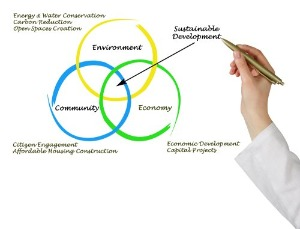 Energy & Water Conservation
Carbon Reduction
Open Spaces Creation
Sustainable
Development
Environment
Community
Economy
Citizen Engagement
Affordable Housing Construction
Economic Development
Capital Projects